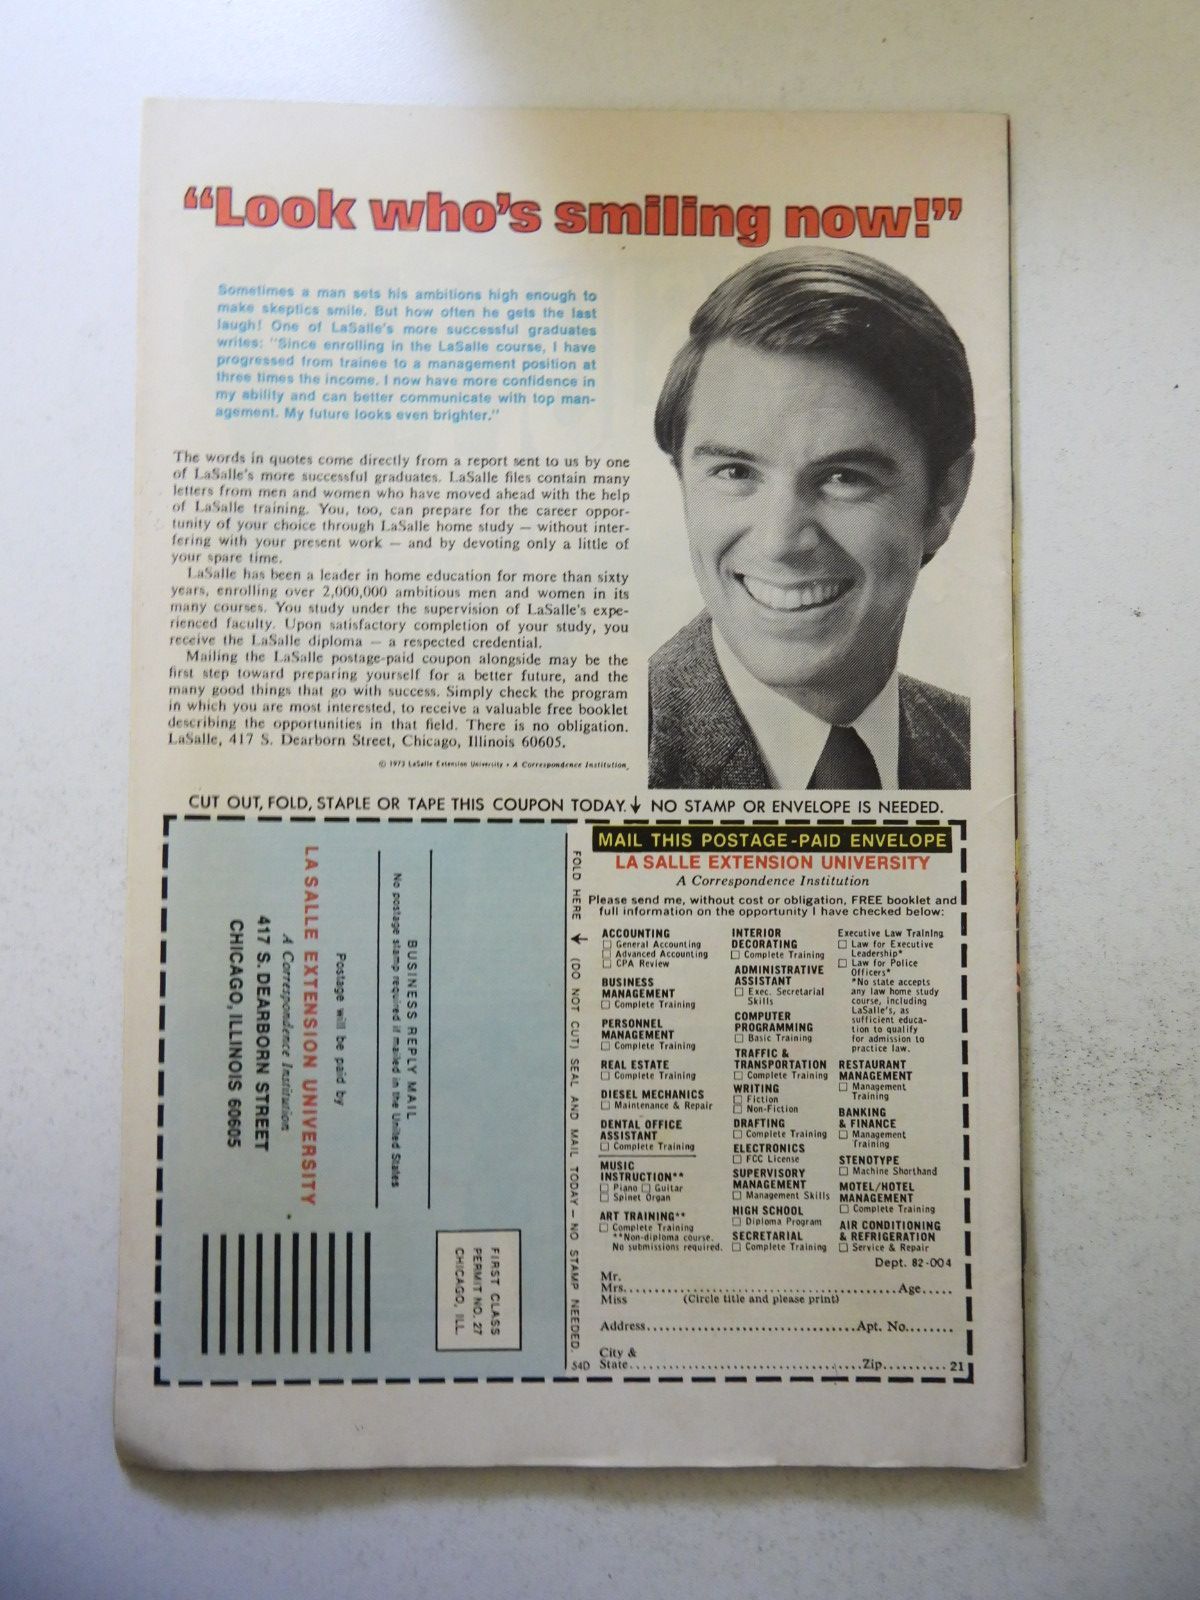 “Look who's smiling now!”
Sometimes a man sets his ambitions high enough to
make skeptics smile. But how often he gets the last
laugh! One of LaSalle's more successful graduates
writes: "Since enrolling in the LaSalle course, I have
progressed from trainee to a management position at
three times the income. I now have more confidence in
my ability and can better communicate with top man-
agement. My future looks even brighter."
The words in quotes come directly from a report sent to us by one
of LaSalle's more successful graduates. LaSalle files contain many
letters from men and women who have moved ahead with the help
of LaSalle training. You, too, can prepare for the career oppor-
tunity of your choice through LaSalle home study — without inter-
fering with your present work — and by devoting only a little of
your spare time.
LaSalle has been a leader in home education for more than sixty
years, enrolling over 2,000,000 ambitious men and women in its
many courses. You study under the supervision of LaSalle's expe-
rienced faculty. Upon satisfactory completion of your study, you
receive the LaSalle diploma — a respected credential.
Mailing the LaSalle postage-paid coupon alongside may be the
first step toward preparing yourself for a better future, and the
many good things that go with success. Simply check the program
in which you are most interested, to receive a valuable free booklet
describing the opportunities in that field. There is no obligation.
LaSalle, 417 S. Dearborn Street, Chicago, Illinois 60605.
© 1973 LaSalle Extension University • A Correspondence Institution.
CUT OUT, FOLD, STAPLE OR TAPE THIS COUPON TODAY. ↓ NO STAMP OR ENVELOPE IS NEEDED.
FIRST CLASS
PERMIT NO. 27
CHICAGO, ILL.
BUSINESS REPLY MAIL
No postage stamp required if mailed in the United States
Postage will be paid by
LA SALLE EXTENSION UNIVERSITY
A Correspondence Institution
417 S. DEARBORN STREET
CHICAGO, ILLINOIS 60605
FOLD HERE → (DO NOT CUT) SEAL AND MAIL TODAY — NO STAMP NEEDED.
54D
MAIL THIS POSTAGE-PAID ENVELOPE
LA SALLE EXTENSION UNIVERSITY
A Correspondence Institution
Please send me, without cost or obligation, FREE booklet and
full information on the opportunity I have checked below:
ACCOUNTING
☐ General Accounting
☐ Advanced Accounting
☐ CPA Review
BUSINESS
MANAGEMENT
☐ Complete Training
PERSONNEL
MANAGEMENT
☐ Complete Training
REAL ESTATE
☐ Complete Training
DIESEL MECHANICS
☐ Maintenance & Repair
DENTAL OFFICE
ASSISTANT
☐ Complete Training
MUSIC
INSTRUCTION**
☐ Piano ☐ Guitar
☐ Spinet Organ
ART TRAINING**
☐ Complete Training
**Non-diploma course.
No submissions required.
INTERIOR
DECORATING
☐ Complete Training
ADMINISTRATIVE
ASSISTANT
☐ Exec. Secretarial
Skills
COMPUTER
PROGRAMMING
☐ Basic Training
TRAFFIC &
TRANSPORTATION
☐ Complete Training
WRITING
☐ Fiction
☐ Non-Fiction
DRAFTING
☐ Complete Training
ELECTRONICS
☐ FCC License
SUPERVISORY
MANAGEMENT
☐ Management Skills
HIGH SCHOOL
☐ Diploma Program
SECRETARIAL
☐ Complete Training
Executive Law Training
☐ Law for Executive
Leadership*
☐ Law for Police
Officers*
*No state accepts
any law home study
course, including
LaSalle's, as
sufficient educa-
tion to qualify
for admission to
practice law.
RESTAURANT
MANAGEMENT
☐ Management
Training
BANKING
& FINANCE
☐ Management
Training
STENOTYPE
☐ Machine Shorthand
MOTEL/HOTEL
MANAGEMENT
☐ Complete Training
AIR CONDITIONING
& REFRIGERATION
☐ Service & Repair
Dept. 82-004
Mr.
Mrs. Age
Miss (Circle title and please print)
Address Apt. No.
City &
State Zip 21